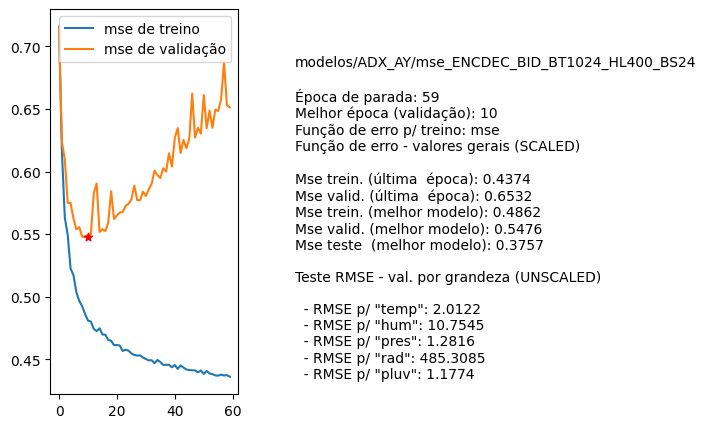 mse de treino
mse de validação
0.70
0.65
0.60
0.55
0.50
0.45
0
20
40
60
modelos/ADX_AY/mse_ENCDEC_BID_BT1024_HL400_BS24
Época de parada: 59
Melhor época (validação): 10
Função de erro p/ treino: mse
Função de erro - valores gerais (SCALED)
Mse trein. (última  época): 0.4374
Mse valid. (última  época): 0.6532
Mse trein. (melhor modelo): 0.4862
Mse valid. (melhor modelo): 0.5476
Mse teste  (melhor modelo): 0.3757
Teste RMSE - val. por grandeza (UNSCALED)
- RMSE p/ "temp": 2.0122
- RMSE p/ "hum": 10.7545
- RMSE p/ "pres": 1.2816
- RMSE p/ "rad": 485.3085
- RMSE p/ "pluv": 1.1774